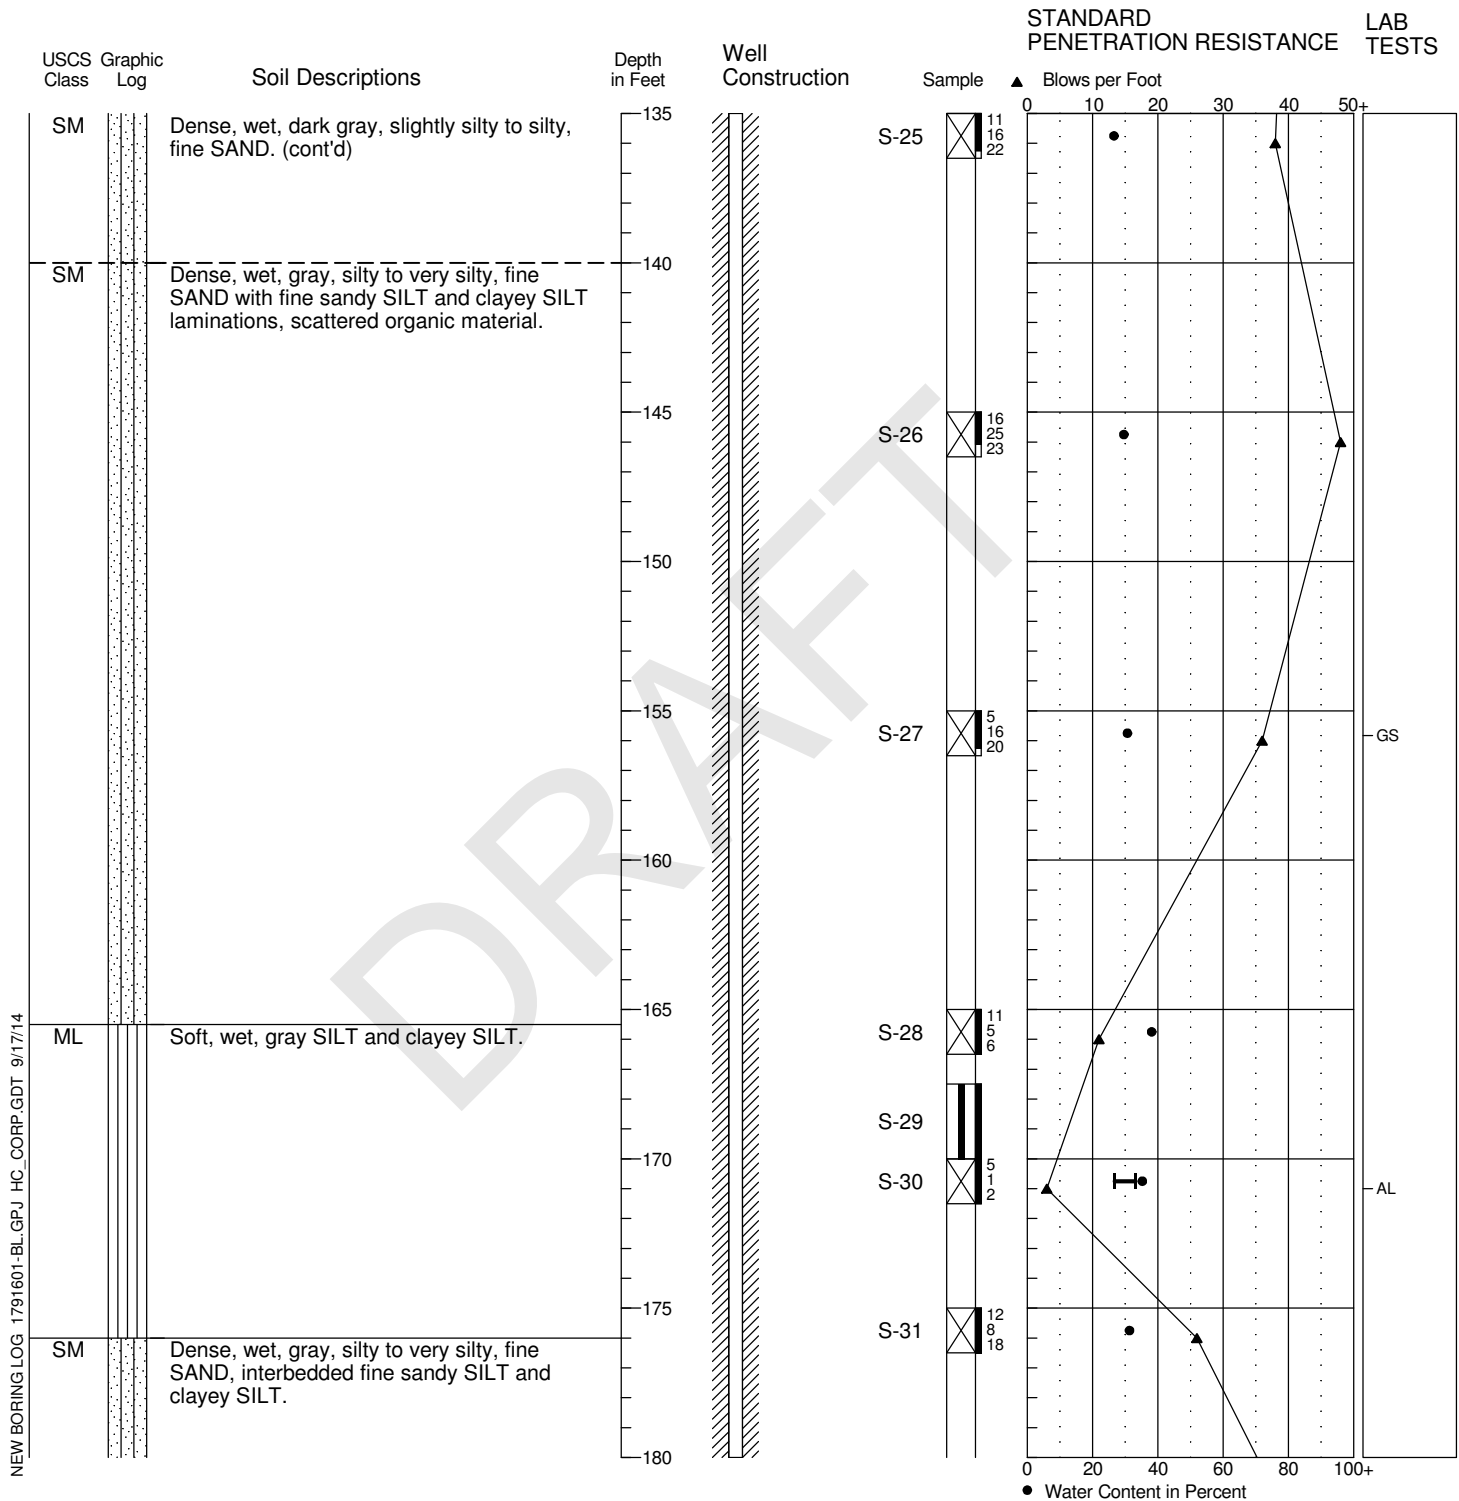 STANDARD
PENETRATION RESISTANCE
LAB
TESTS
USCS Class
Graphic Log
Soil Descriptions
Depth in Feet
Well Construction
Sample
▲ Blows per Foot
0 10 20 30 40 50+
SM
Dense, wet, dark gray, slightly silty to silty,
fine SAND. (cont'd)
135
S-25
11
16
22
140
SM
Dense, wet, gray, silty to very silty, fine
SAND with fine sandy SILT and clayey SILT
laminations, scattered organic material.
145
S-26
16
25
23
150
155
S-27
5
16
20
GS
160
165
S-28
11
5
6
ML
Soft, wet, gray SILT and clayey SILT.
S-29
170
S-30
5
1
2
AL
175
S-31
12
8
18
SM
Dense, wet, gray, silty to very silty, fine
SAND, interbedded fine sandy SILT and
clayey SILT.
180
0 20 40 60 80 100+
● Water Content in Percent
DRAFT
NEW BORING LOG 1791601-BL.GPJ HC_CORP.GDT 9/17/14